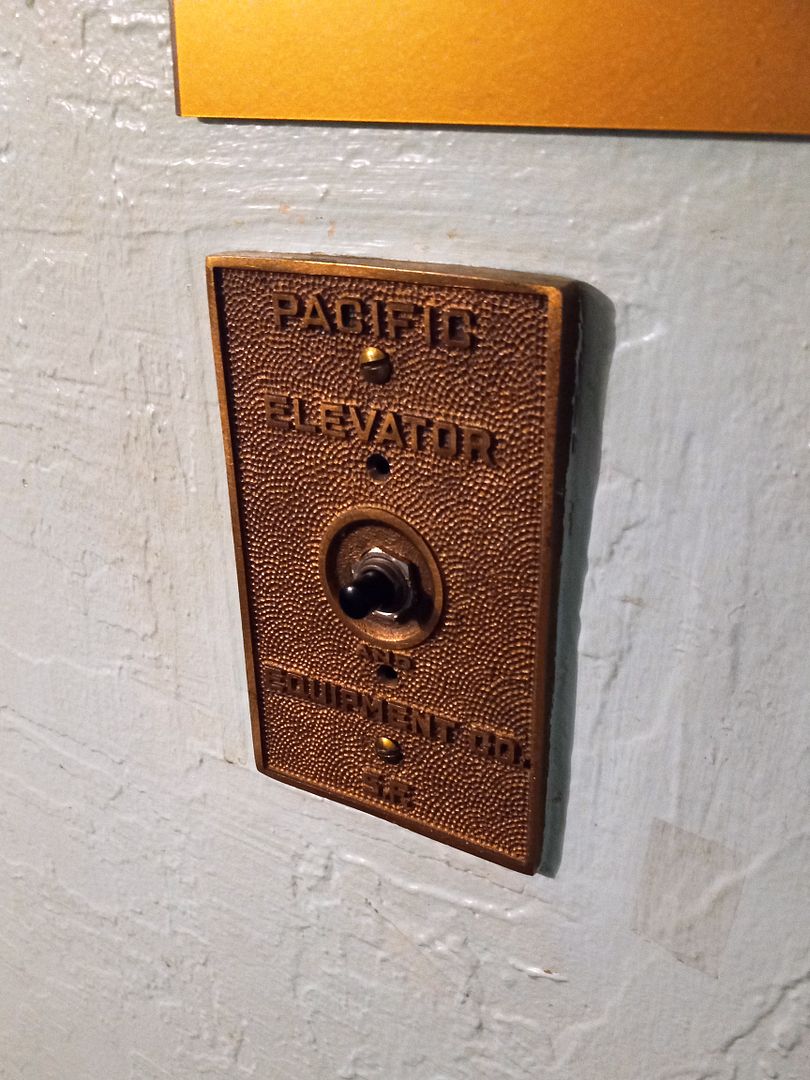 PACIFIC
ELEVATOR
AND
EQUIPMENT CO.
S.F.